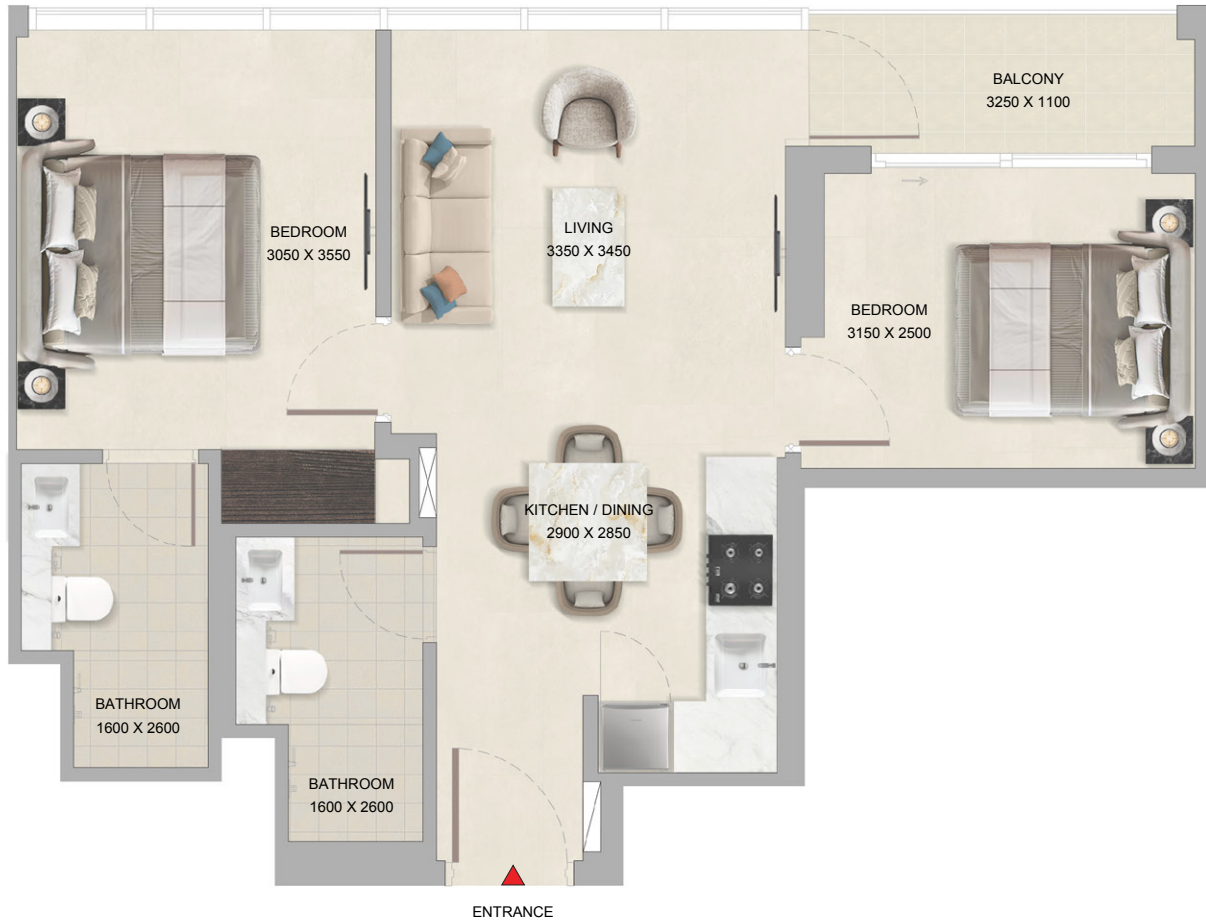 BALCONY
3250 X 1100
BEDROOM
3050 X 3550
LIVING
3350 X 3450
BEDROOM
3150 X 2500
KITCHEN / DINING
2900 X 2850
BATHROOM
1600 X 2600
BATHROOM
1600 X 2600
ENTRANCE